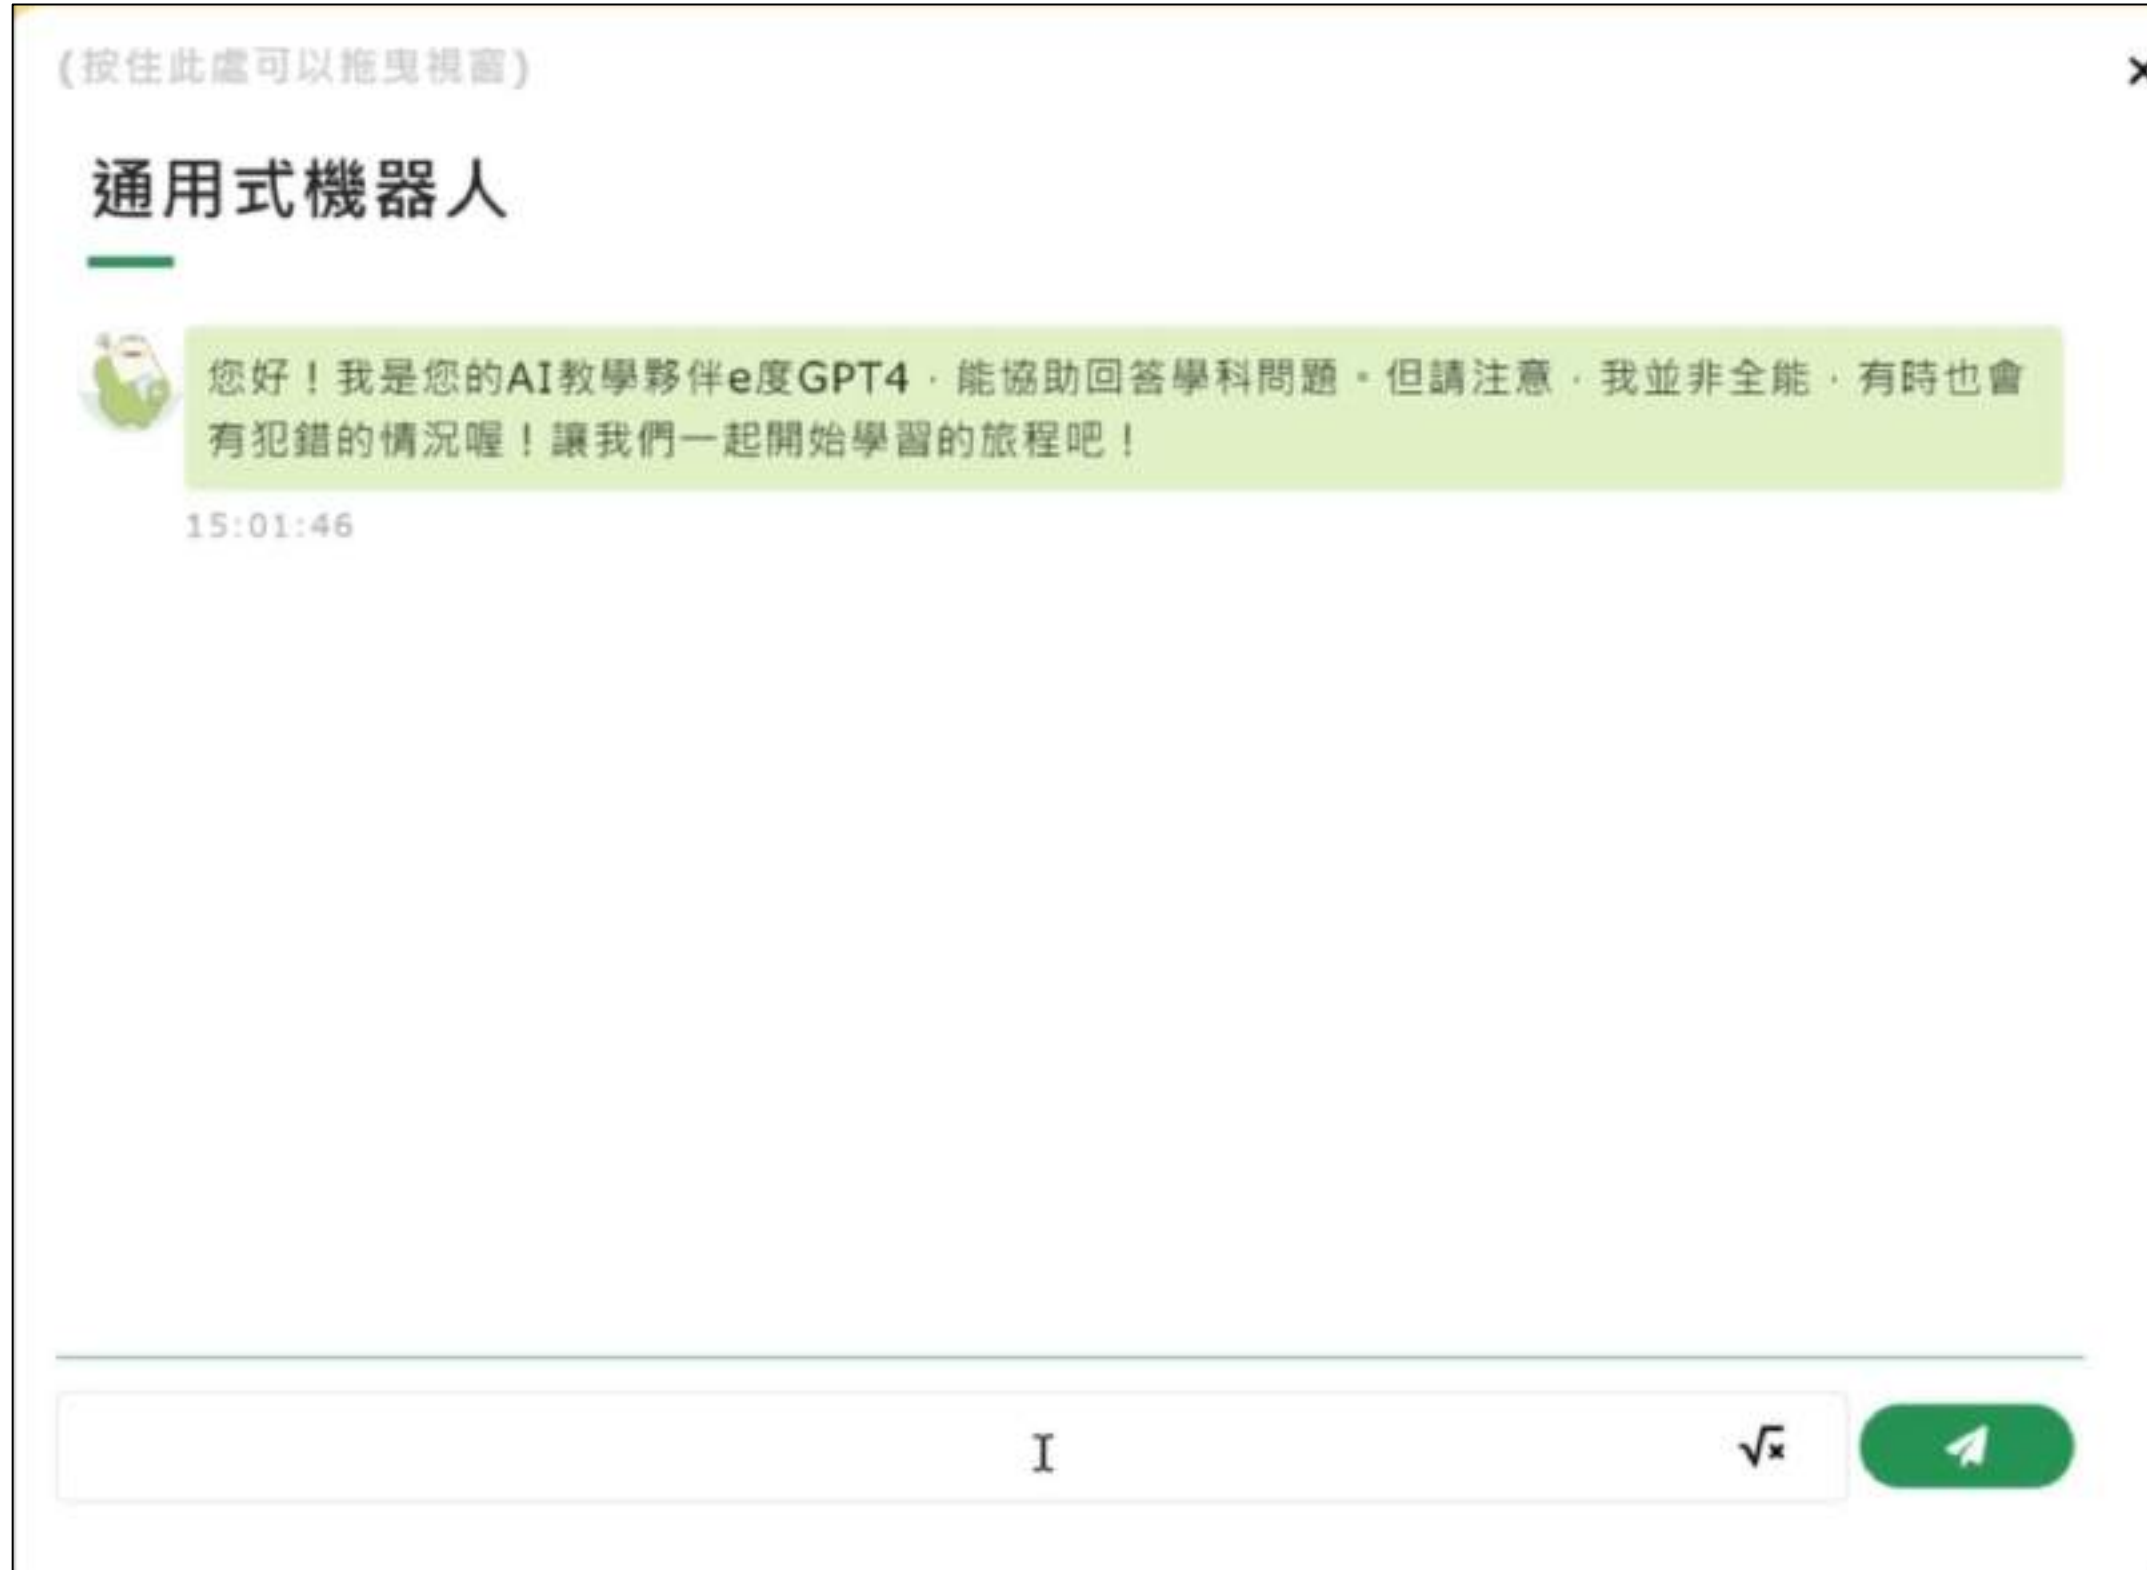 (按住此處可以拖曳視窗)
通用式機器人
您好！我是您的AI教學夥伴e度GPT4，能協助回答學科問題。但請注意，我並非全能，有時也會
有犯錯的情況喔！讓我們一起開始學習的旅程吧！
15:01:46
√x